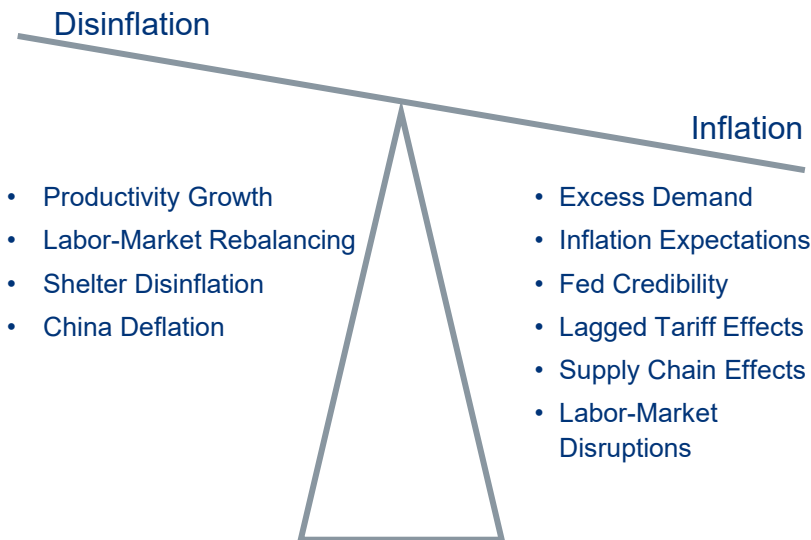 Disinflation
Inflation
• Productivity Growth
• Labor-Market Rebalancing
• Shelter Disinflation
• China Deflation
• Excess Demand
• Inflation Expectations
• Fed Credibility
• Lagged Tariff Effects
• Supply Chain Effects
• Labor-Market
Disruptions